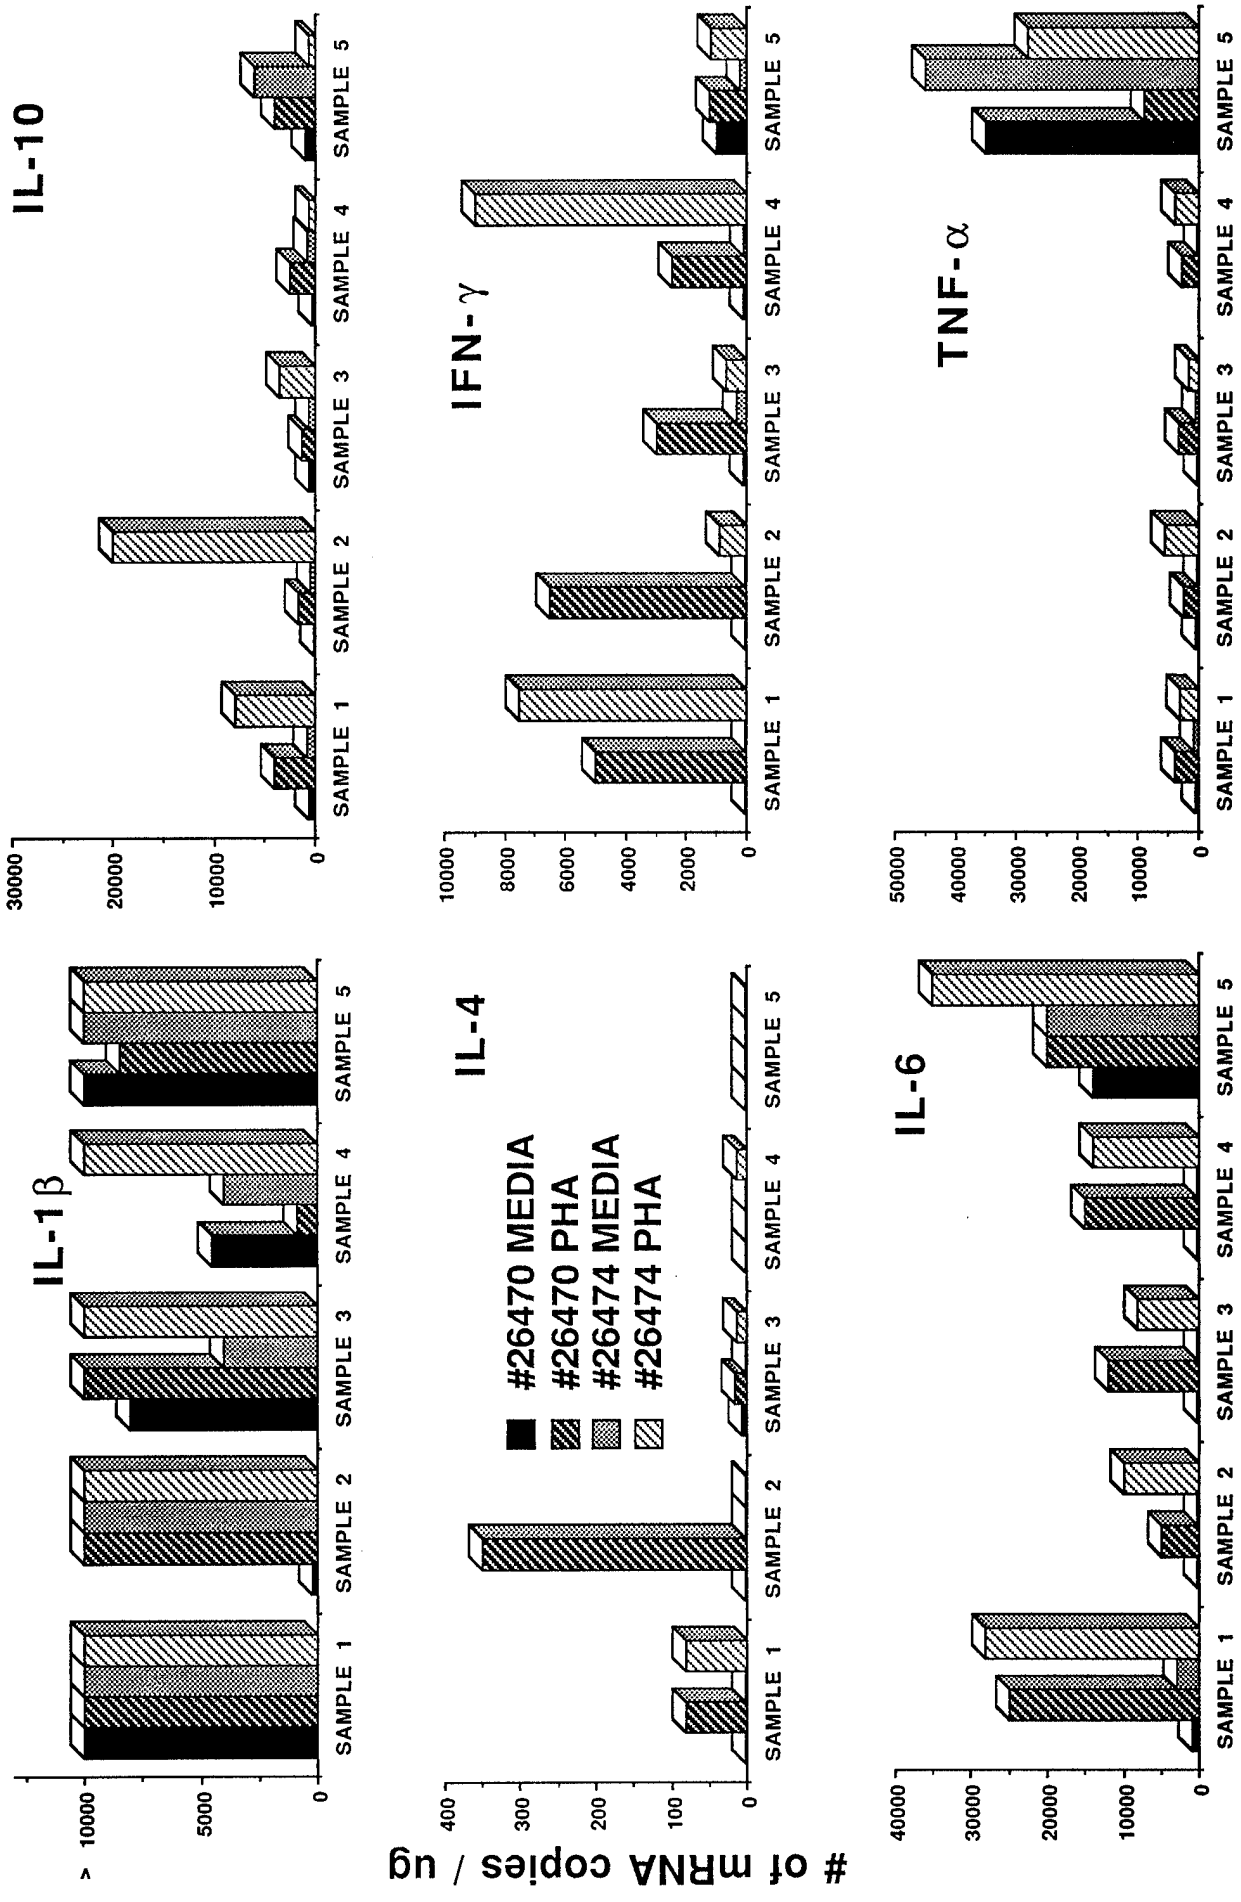 # of mRNA copies / ug
IL-1β
> 10000
5000
0
SAMPLE 1 SAMPLE 2 SAMPLE 3 SAMPLE 4 SAMPLE 5
IL-10
30000
20000
10000
0
SAMPLE 1 SAMPLE 2 SAMPLE 3 SAMPLE 4 SAMPLE 5
IL-4
400
300
200
100
0
#26470 MEDIA
#26470 PHA
#26474 MEDIA
#26474 PHA
SAMPLE 1 SAMPLE 2 SAMPLE 3 SAMPLE 4 SAMPLE 5
IFN-γ
10000
8000
6000
4000
2000
0
SAMPLE 1 SAMPLE 2 SAMPLE 3 SAMPLE 4 SAMPLE 5
IL-6
40000
30000
20000
10000
0
SAMPLE 1 SAMPLE 2 SAMPLE 3 SAMPLE 4 SAMPLE 5
TNF-α
50000
40000
30000
20000
10000
0
SAMPLE 1 SAMPLE 2 SAMPLE 3 SAMPLE 4 SAMPLE 5